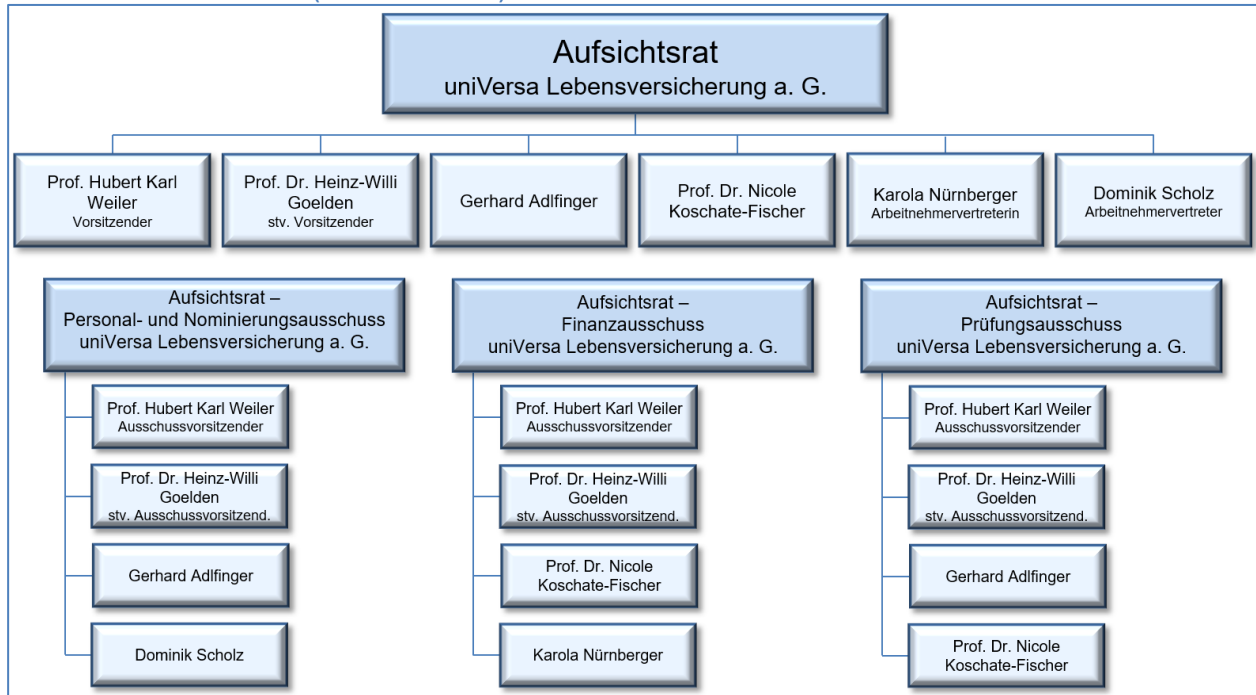 Aufsichtsrat
uniVersa Lebensversicherung a. G.
Prof. Hubert Karl
Weiler
Vorsitzender
Prof. Dr. Heinz-Willi
Goelden
stv. Vorsitzender
Gerhard Adlfinger
Prof. Dr. Nicole
Koschate-Fischer
Karola Nürnberger
Arbeitnehmervertreterin
Dominik Scholz
Arbeitnehmervertreter
Aufsichtsrat –
Personal- und Nominierungsausschuss
uniVersa Lebensversicherung a. G.
Prof. Hubert Karl Weiler
Ausschussvorsitzender
Prof. Dr. Heinz-Willi
Goelden
stv. Ausschussvorsitzend.
Gerhard Adlfinger
Dominik Scholz
Aufsichtsrat –
Finanzausschuss
uniVersa Lebensversicherung a. G.
Prof. Hubert Karl Weiler
Ausschussvorsitzender
Prof. Dr. Heinz-Willi
Goelden
stv. Ausschussvorsitzend.
Prof. Dr. Nicole
Koschate-Fischer
Karola Nürnberger
Aufsichtsrat –
Prüfungsausschuss
uniVersa Lebensversicherung a. G.
Prof. Hubert Karl Weiler
Ausschussvorsitzender
Prof. Dr. Heinz-Willi
Goelden
stv. Ausschussvorsitzend.
Gerhard Adlfinger
Prof. Dr. Nicole
Koschate-Fischer